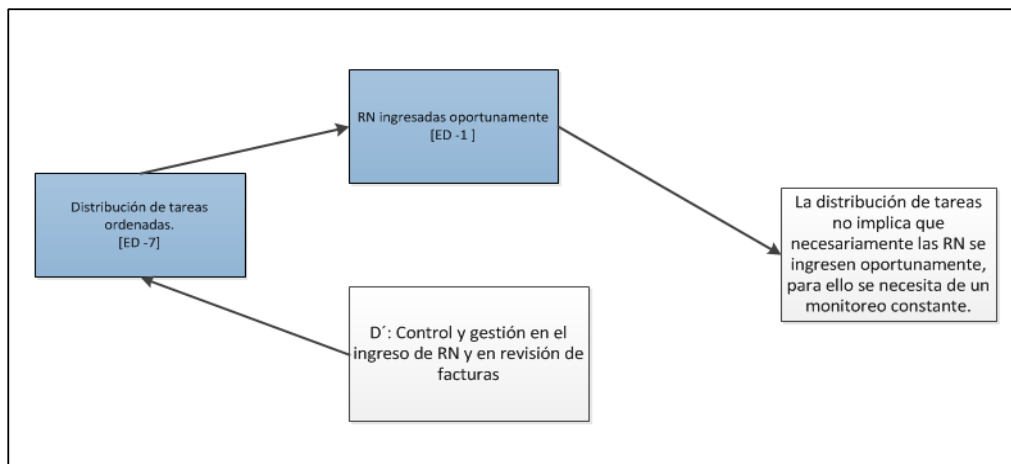 RN ingresadas oportunamente
[ED -1 ]
Distribución de tareas
ordenadas.
[ED -7]
La distribución de tareas
no implica que
necesariamente las RN se
ingresen oportunamente,
para ello se necesita de un
monitoreo constante.
D´: Control y gestión en el
ingreso de RN y en revisión de
facturas